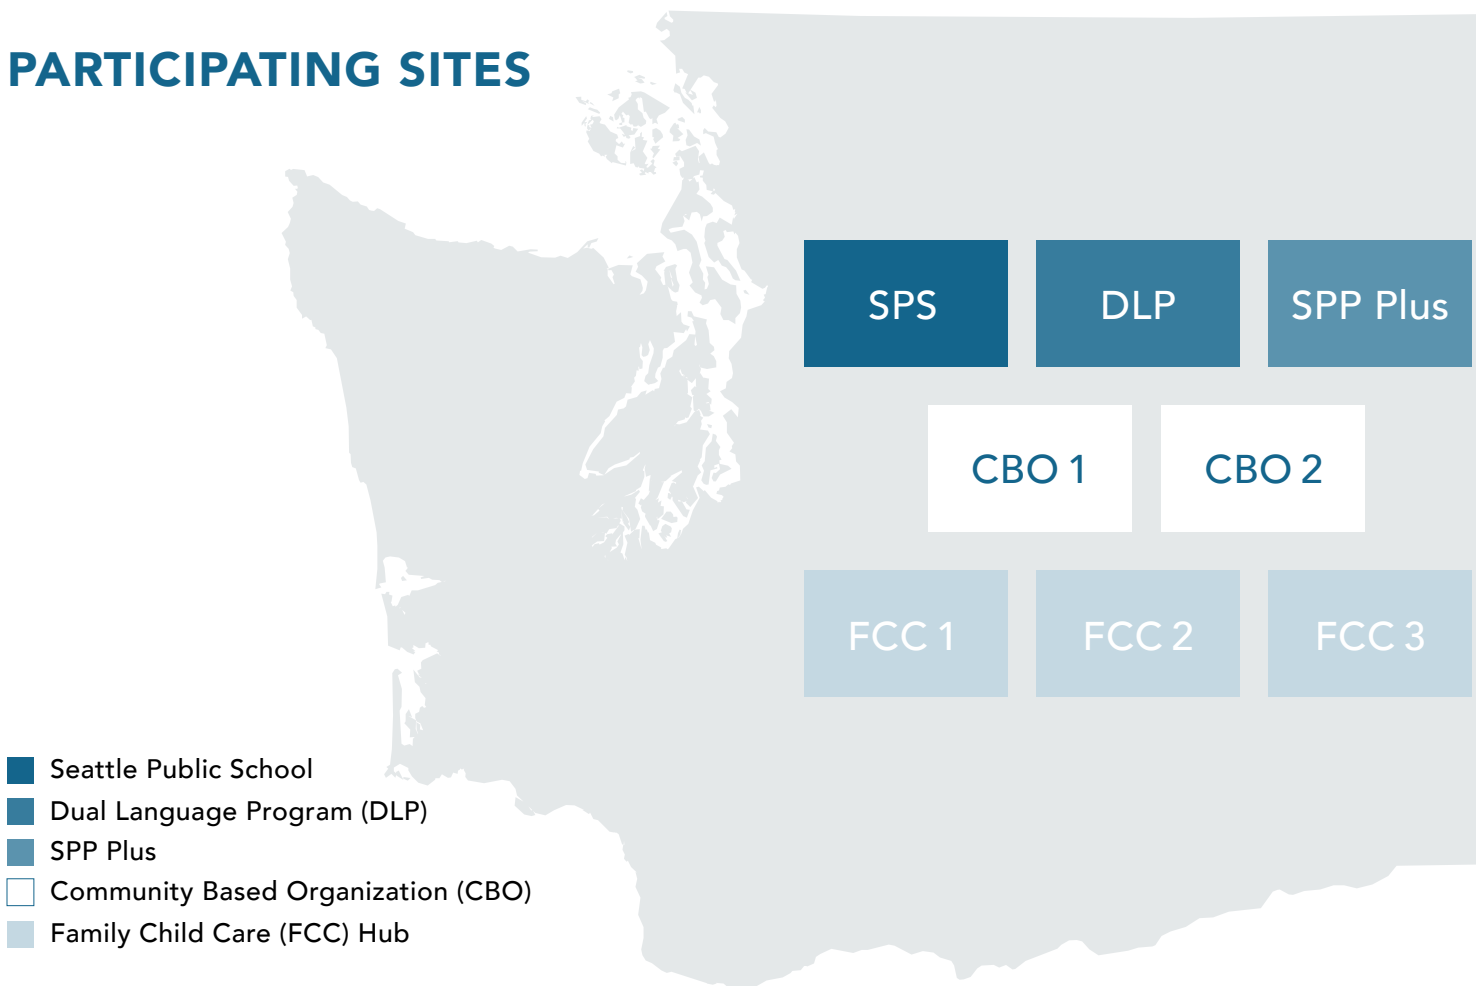 PARTICIPATING SITES
SPS
DLP
SPP Plus
CBO 1
CBO 2
FCC 1
FCC 2
FCC 3
Seattle Public School
Dual Language Program (DLP)
SPP Plus
Community Based Organization (CBO)
Family Child Care (FCC) Hub